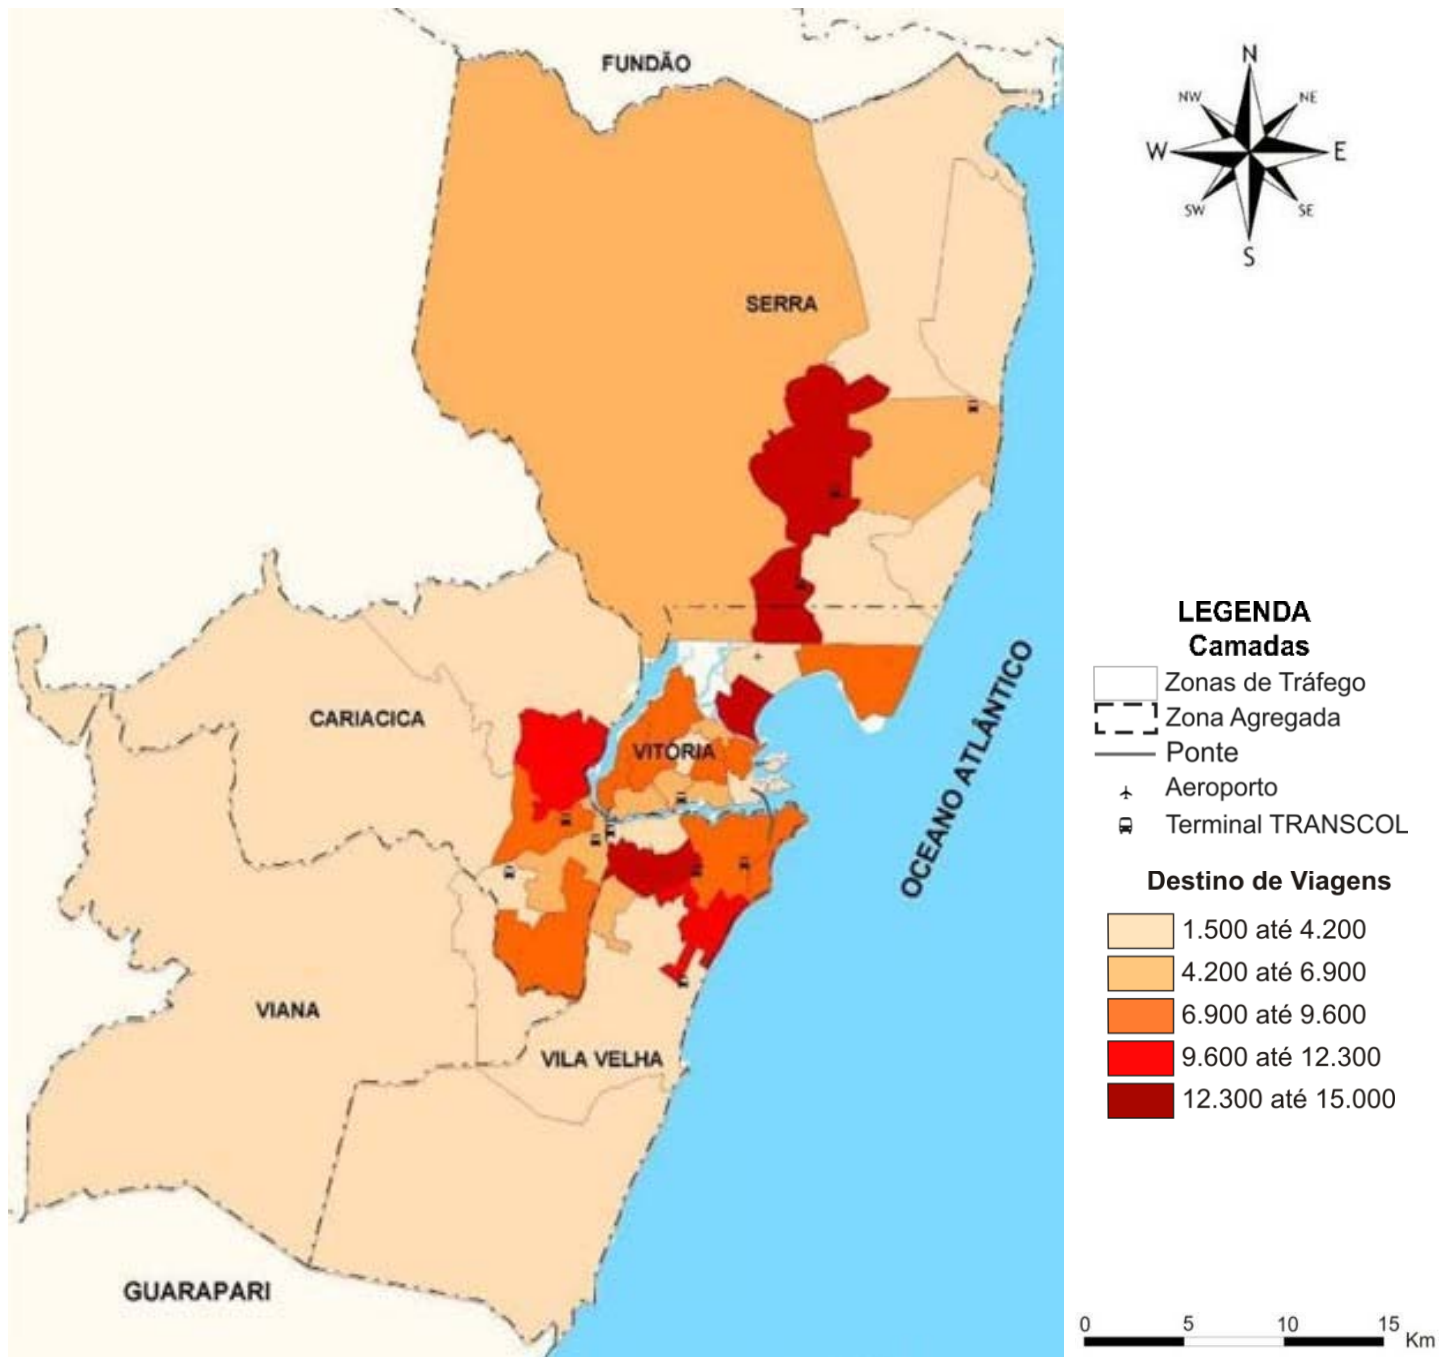 FUNDÃO
SERRA
CARIACICA
VITÓRIA
VIANA
VILA VELHA
GUARAPARI
OCEANO ATLÂNTICO
N
NW
NE
W
E
SW
SE
S
LEGENDA
Camadas
Zonas de Tráfego
Zona Agregada
Ponte
Aeroporto
Terminal TRANSCOL
Destino de Viagens
1.500 até 4.200
4.200 até 6.900
6.900 até 9.600
9.600 até 12.300
12.300 até 15.000
0 5 10 15 Km